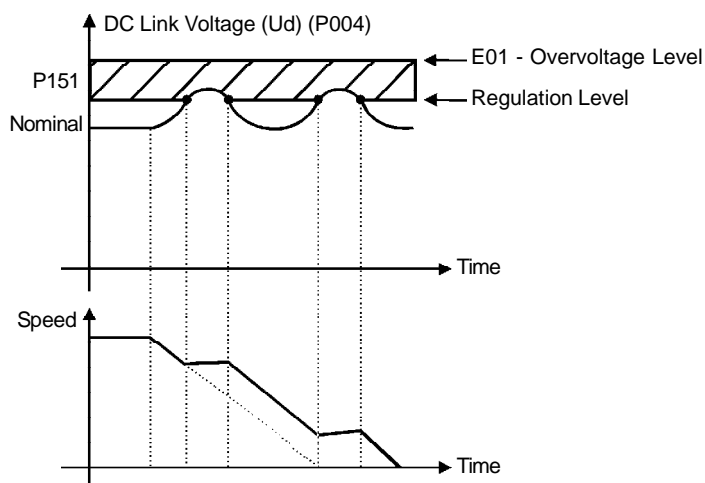 DC Link Voltage (Ud) (P004)
E01 - Overvoltage Level
P151
Regulation Level
Nominal
Time
Speed
Time